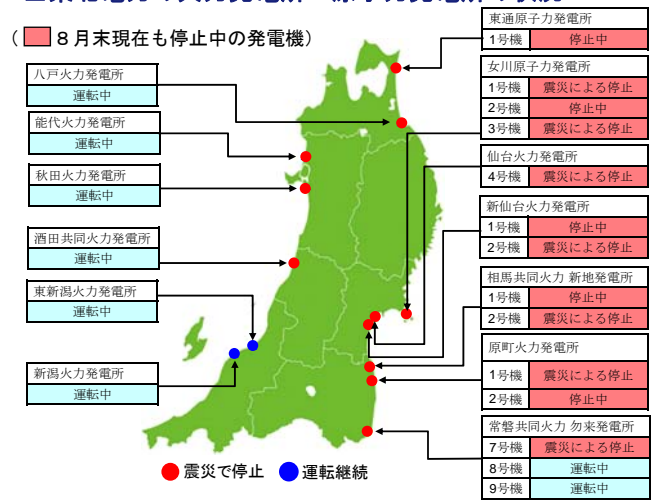 (８月末現在も停止中の発電機)
八戸火力発電所
運転中
能代火力発電所
運転中
秋田火力発電所
運転中
酒田共同火力発電所
運転中
東新潟火力発電所
運転中
新潟火力発電所
運転中
東通原子力発電所
1号機 停止中
女川原子力発電所
1号機 震災による停止
2号機 停止中
3号機 震災による停止
仙台火力発電所
4号機 震災による停止
新仙台火力発電所
1号機 停止中
2号機 震災による停止
相馬共同火力 新地発電所
1号機 停止中
2号機 震災による停止
原町火力発電所
1号機 震災による停止
2号機 停止中
常磐共同火力 勿来発電所
7号機 震災による停止
8号機 運転中
9号機 運転中
震災で停止 運転継続